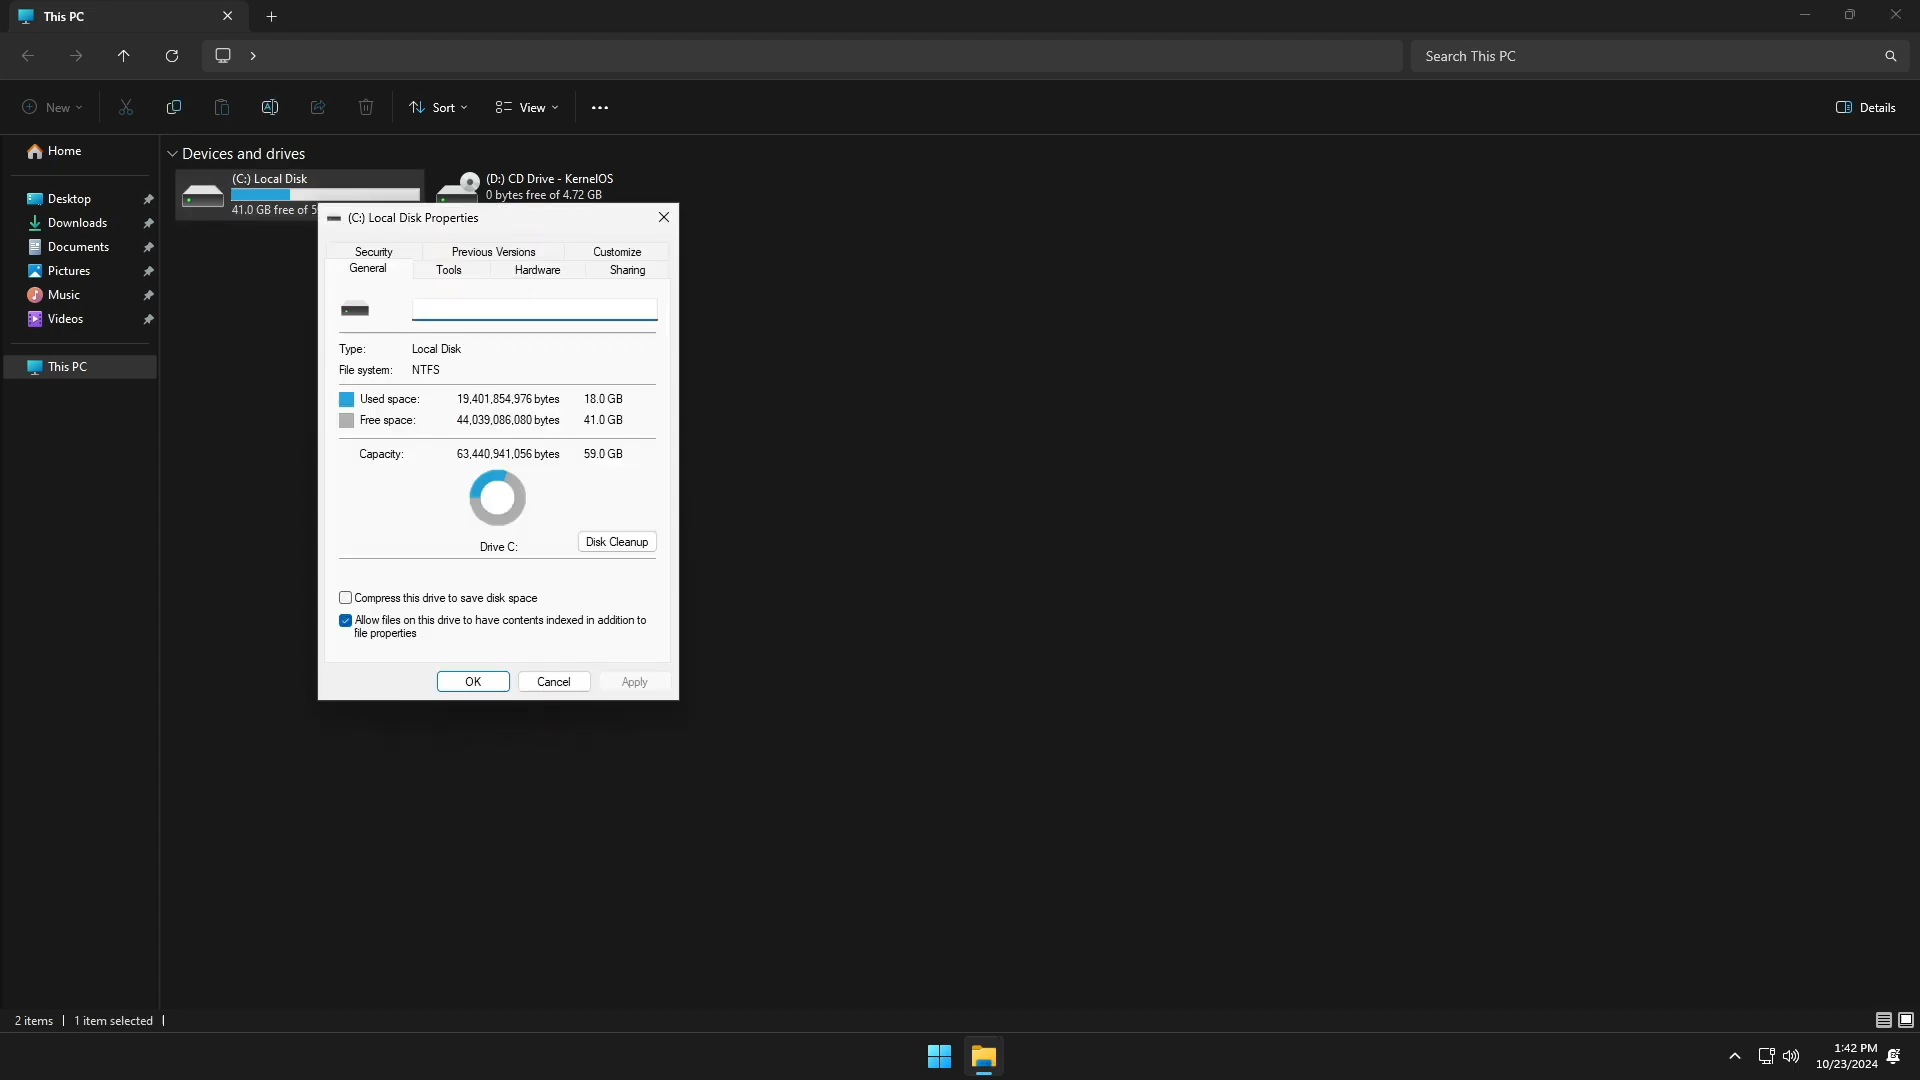 This PC
Search This PC
New
Sort
View
Details
Home
Desktop
Downloads
Documents
Pictures
Music
Videos
This PC
Devices and drives
(C:) Local Disk
41.0 GB free of 5
(D:) CD Drive - KernelOS
0 bytes free of 4.72 GB
(C:) Local Disk Properties
Security Previous Versions Customize
General Tools Hardware Sharing
Type: Local Disk
File system: NTFS
Used space: 19,401,854,976 bytes 18.0 GB
Free space: 44,039,086,080 bytes 41.0 GB
Capacity: 63,440,941,056 bytes 59.0 GB
Drive C:
Disk Cleanup
Compress this drive to save disk space
Allow files on this drive to have contents indexed in addition to
file properties
OK Cancel Apply
2 items 1 item selected
1:42 PM
10/23/2024